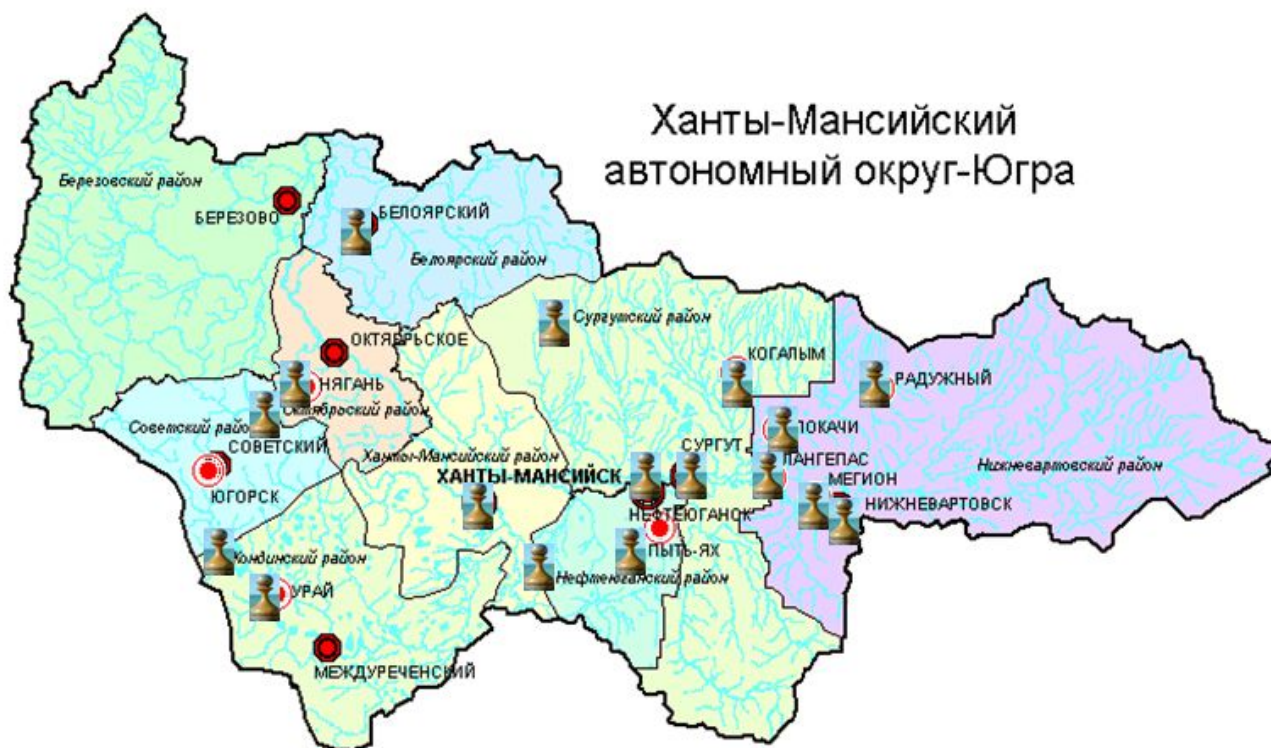 Ханты-Мансийский
автономный округ-Югра
Березовский район
БЕРЕЗОВО
БЕЛОЯРСКИЙ
Белоярский район
Сургутский район
ОКТЯБРЬСКОЕ
КОГАЛЫМ
НЯГАНЬ
РАДУЖНЫЙ
Октябрьский район
Советский район
ПОКАЧИ
СОВЕТСКИЙ
Ханты-Мансийский район
СУРГУТ
ЛАНГЕПАС
Нижневартовский район
ХАНТЫ-МАНСИЙСК
МЕГИОН
ЮГОРСК
НИЖНЕВАРТОВСК
НЕФТЕЮГАНСК
Кондинский район
ПЫТЬ-ЯХ
Нефтеюганский район
УРАЙ
МЕЖДУРЕЧЕНСКИЙ